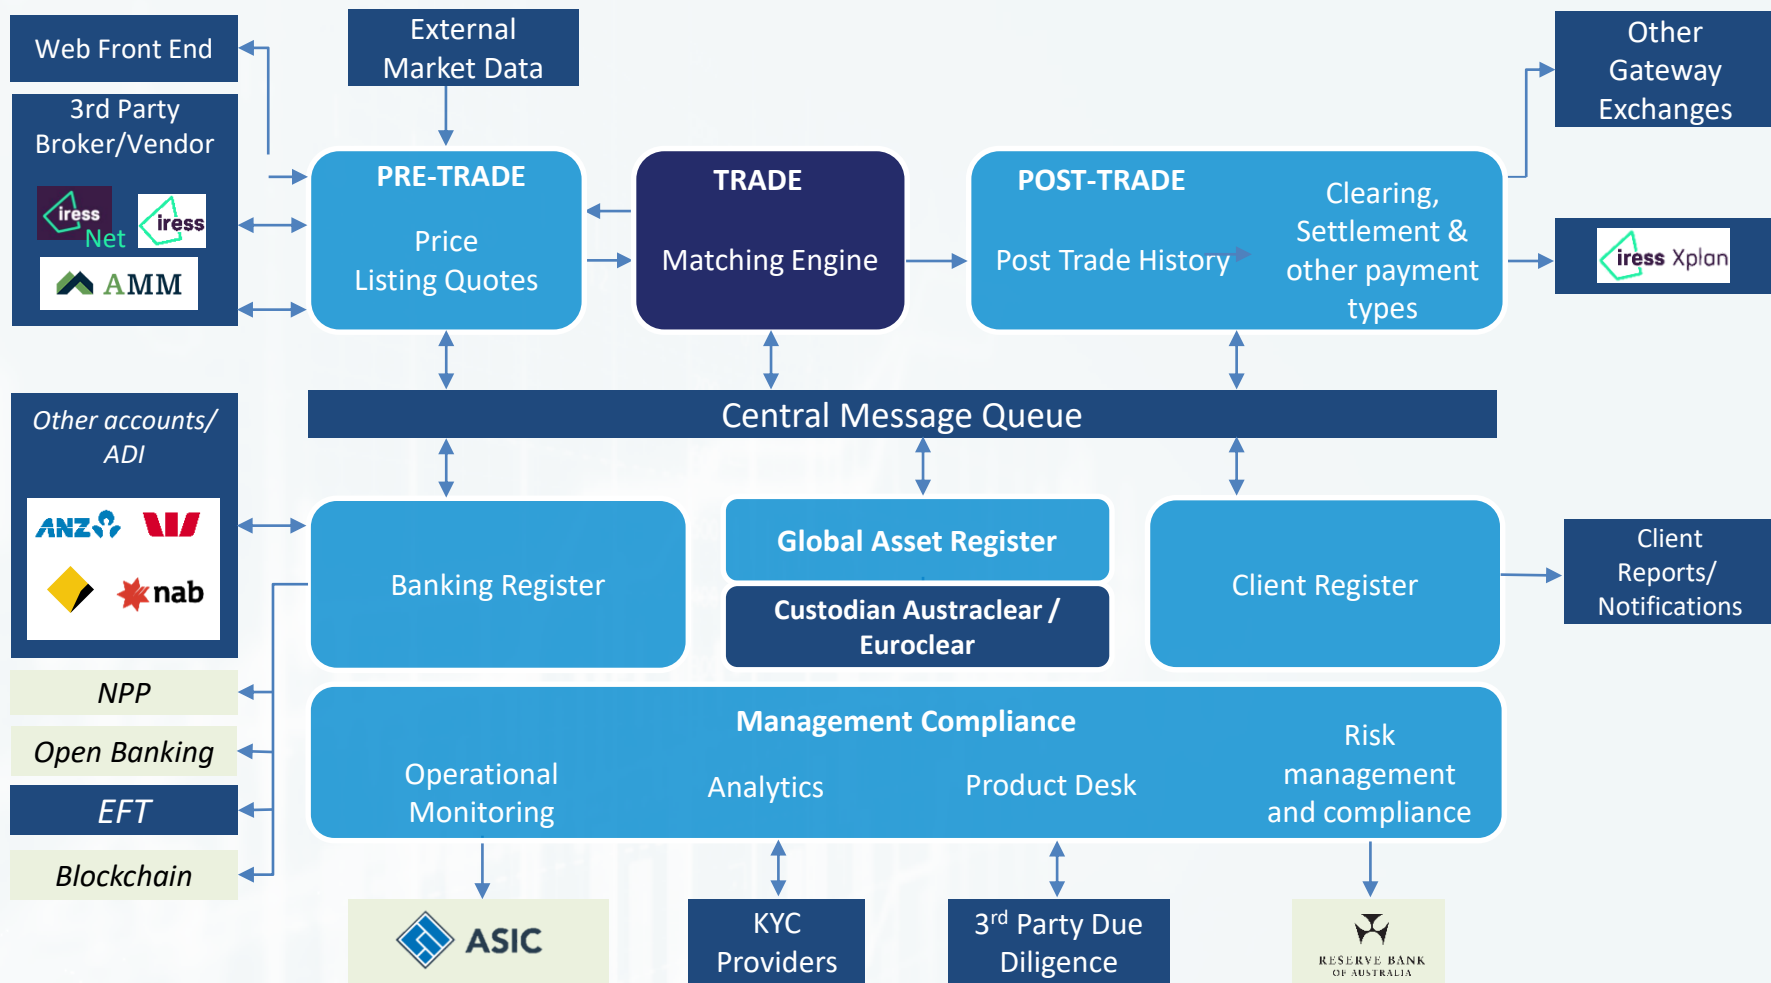 Web Front End
External
Market Data
Other
Gateway
Exchanges
3rd Party
Broker/Vendor
iress
Net
iress
AMM
PRE-TRADE
Price
Listing Quotes
TRADE
Matching Engine
POST-TRADE
Post Trade History
Clearing,
Settlement &
other payment
types
iress Xplan
Central Message Queue
Other accounts/
ADI
ANZ
nab
Banking Register
Global Asset Register
Custodian Austraclear /
Euroclear
Client Register
Client
Reports/
Notifications
NPP
Open Banking
EFT
Blockchain
Management Compliance
Operational
Monitoring
Analytics
Product Desk
Risk
management
and compliance
ASIC
KYC
Providers
3rd Party Due
Diligence
RESERVE BANK
OF AUSTRALIA